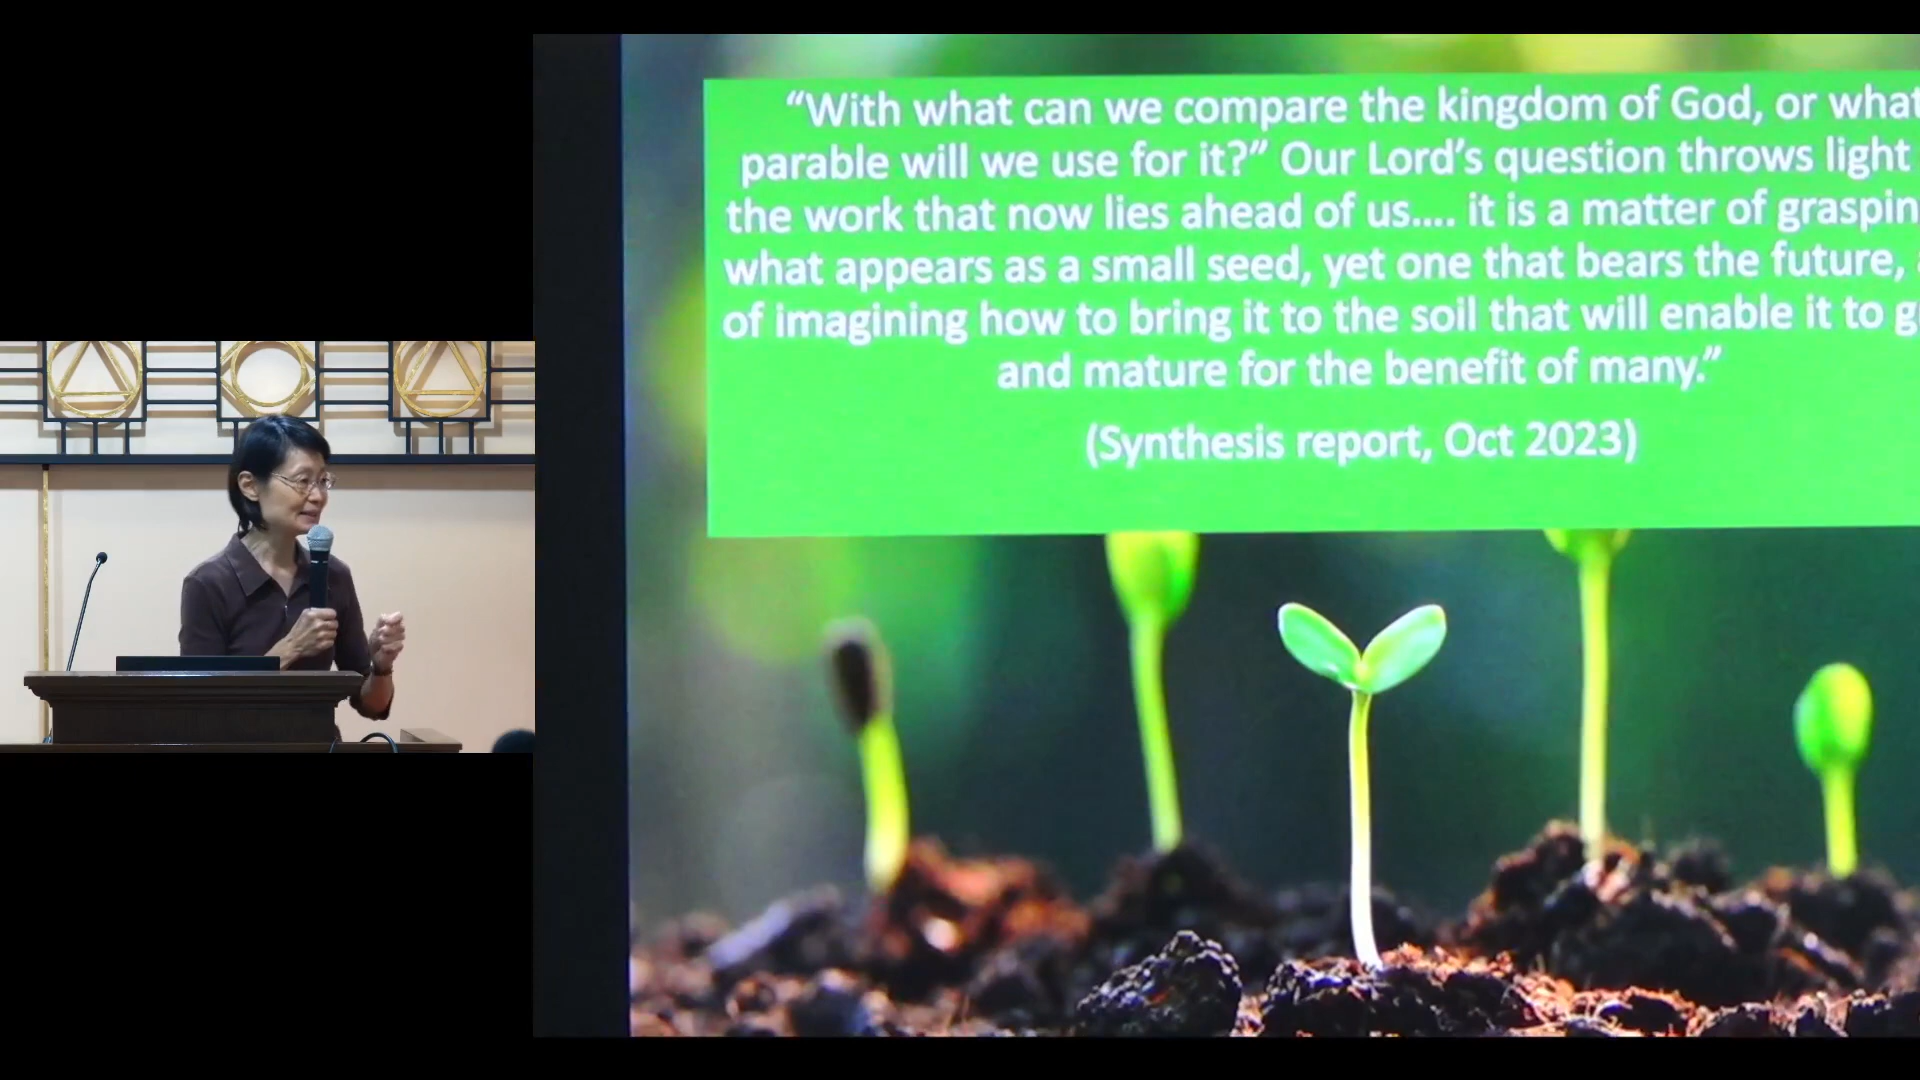 “With what can we compare the kingdom of God, or what
parable will we use for it?” Our Lord’s question throws light
the work that now lies ahead of us.... it is a matter of
what appears as a small seed, yet one that bears the future,
of imagining how to bring it to the soil that will enable it to
and mature for the benefit of many.”
(Synthesis report, Oct 2023)